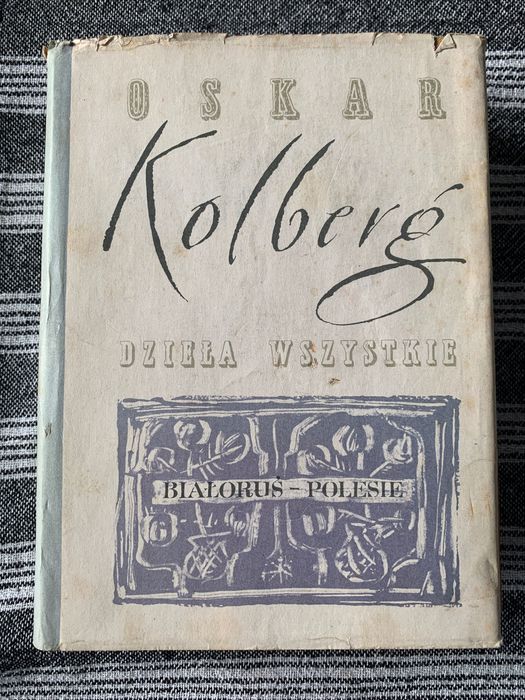 OSKAR
Kolberg
DZIEŁA WSZYSTKIE
BIAŁORUŚ – POLESIE